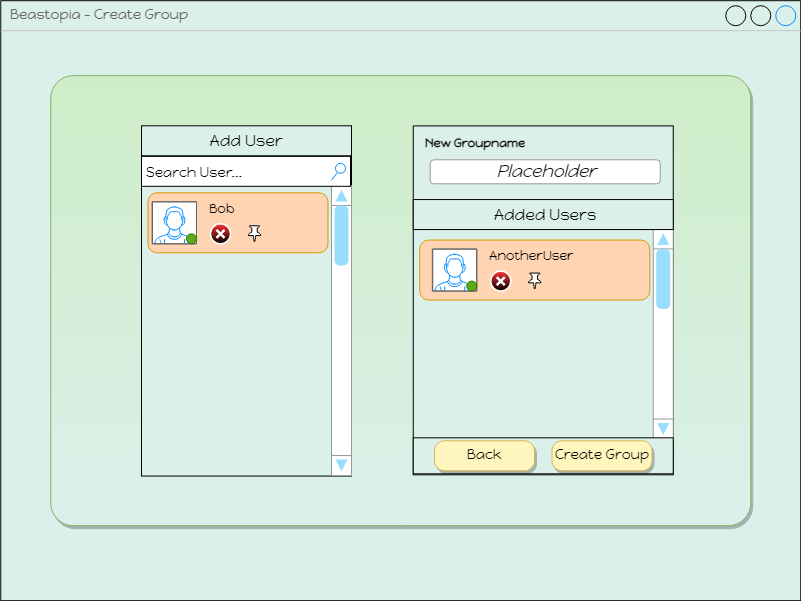 Beastopia - Create Group
Add User
Search User...
Bob
New Groupname
Placeholder
Added Users
AnotherUser
Back
Create Group